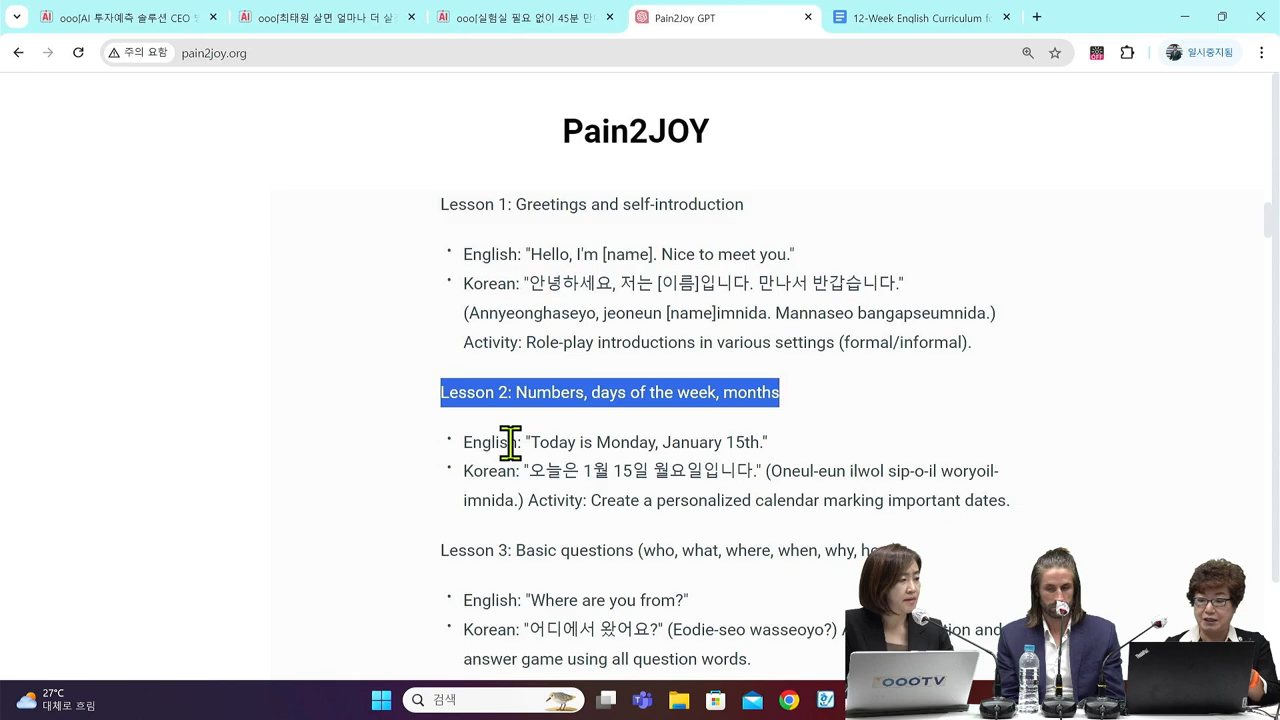 ooo[AI 투자예측 솔루션 CEO
ooo[최태원 살면 얼마나 더 살
ooo[실험실 필요 없이 45분 만
Pain2Joy GPT
12-Week English Curriculum f
주의 요함
pain2joy.org
OFF
일시중지됨
Pain2JOY
Lesson 1: Greetings and self-introduction
• English: "Hello, I'm [name]. Nice to meet you."
• Korean: "안녕하세요, 저는 [이름]입니다. 만나서 반갑습니다."
(Annyeonghaseyo, jeoneun [name]imnida. Mannaseo bangapseumnida.)
Activity: Role-play introductions in various settings (formal/informal).
Lesson 2: Numbers, days of the week, months
• English: "Today is Monday, January 15th."
• Korean: "오늘은 1월 15일 월요일입니다." (Oneul-eun ilwol sip-o-il woryoil-
imnida.) Activity: Create a personalized calendar marking important dates.
Lesson 3: Basic questions (who, what, where, when, why,
• English: "Where are you from?"
• Korean: "어디에서 왔어요?" (Eodie-seo wasseoyo?)
and
answer game using all question words.
OOOTV
ThinkPad
27°C
대체로 흐림
검색